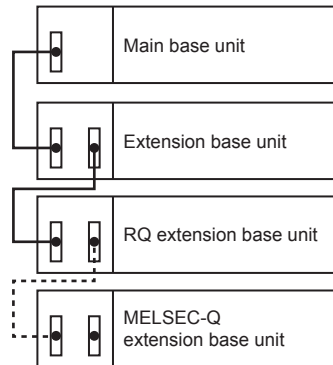 Main base unit
Extension base unit
RQ extension base unit
MELSEC-Q
extension base unit